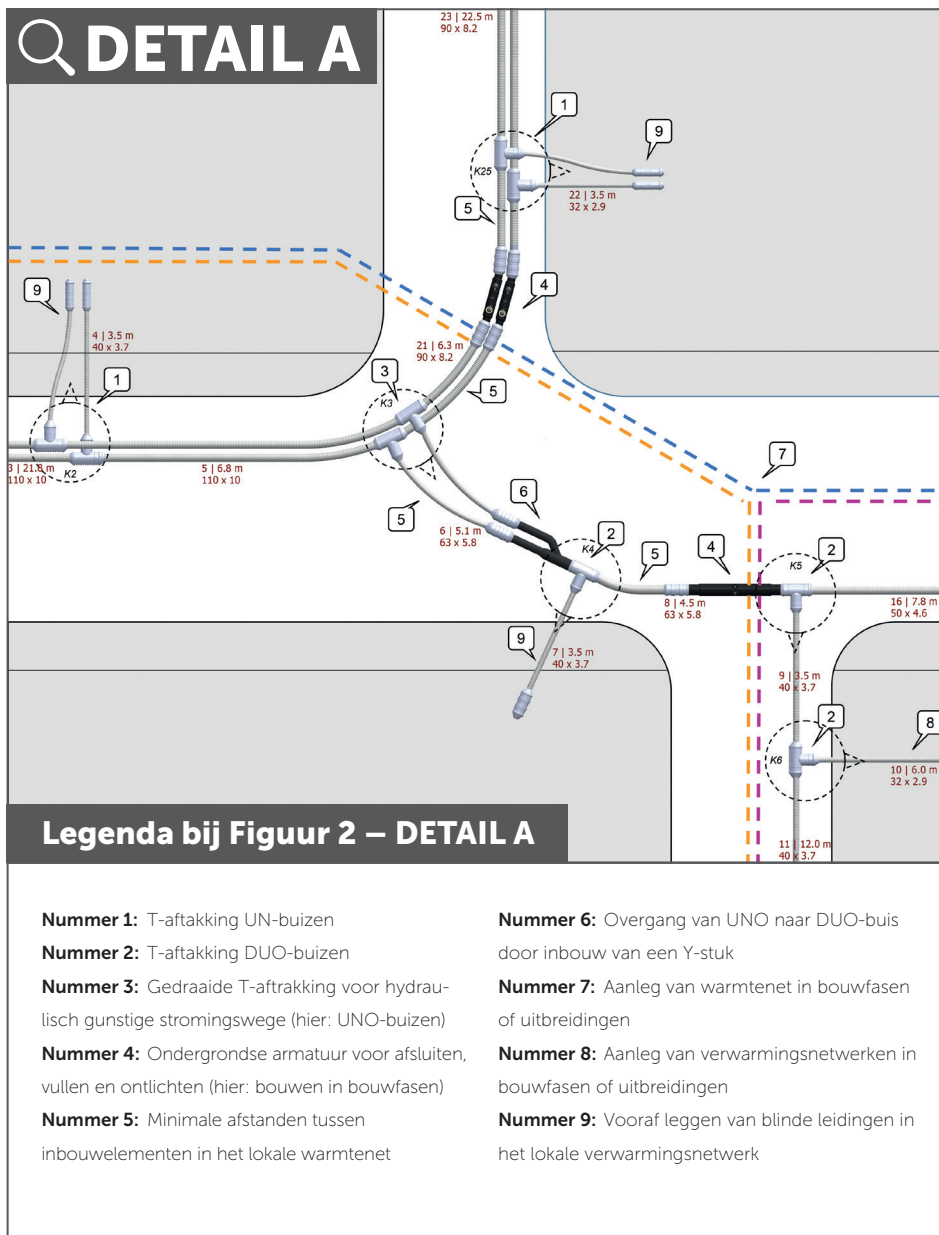 DETAIL A
23 | 22.5 m
90 x 8.2
1
9
K25
22 | 3.5 m
32 x 2.9
5
4
9
4 | 3.5 m
40 x 3.7
21 | 6.3 m
90 x 8.2
1
3
K3
5
K2
3 | 21.8 m
110 x 10
5 | 6.8 m
110 x 10
7
5
6
6 | 5.1 m
63 x 5.8
K4
2
5
4
2
K5
8 | 4.5 m
63 x 5.8
16 | 7.8 m
50 x 4.6
9
7 | 3.5 m
40 x 3.7
9 | 3.5 m
40 x 3.7
2
8
K6
10 | 6.0 m
32 x 2.9
11 | 12.0 m
40 x 3.7
Legenda bij Figuur 2 – DETAIL A
Nummer 1: T-aftakking UN-buizen
Nummer 2: T-aftakking DUO-buizen
Nummer 3: Gedraaide T-aftrakking voor hydrau-
lisch gunstige stromingswege (hier: UNO-buizen)
Nummer 4: Ondergrondse armatuur voor afsluiten,
vullen en ontlichten (hier: bouwen in bouwfasen)
Nummer 5: Minimale afstanden tussen
inbouwelementen in het lokale warmtenet
Nummer 6: Overgang van UNO naar DUO-buis
door inbouw van een Y-stuk
Nummer 7: Aanleg van warmtenet in bouwfasen
of uitbreidingen
Nummer 8: Aanleg van verwarmingsnetwerken in
bouwfasen of uitbreidingen
Nummer 9: Vooraf leggen van blinde leidingen in
het lokale verwarmingsnetwerk